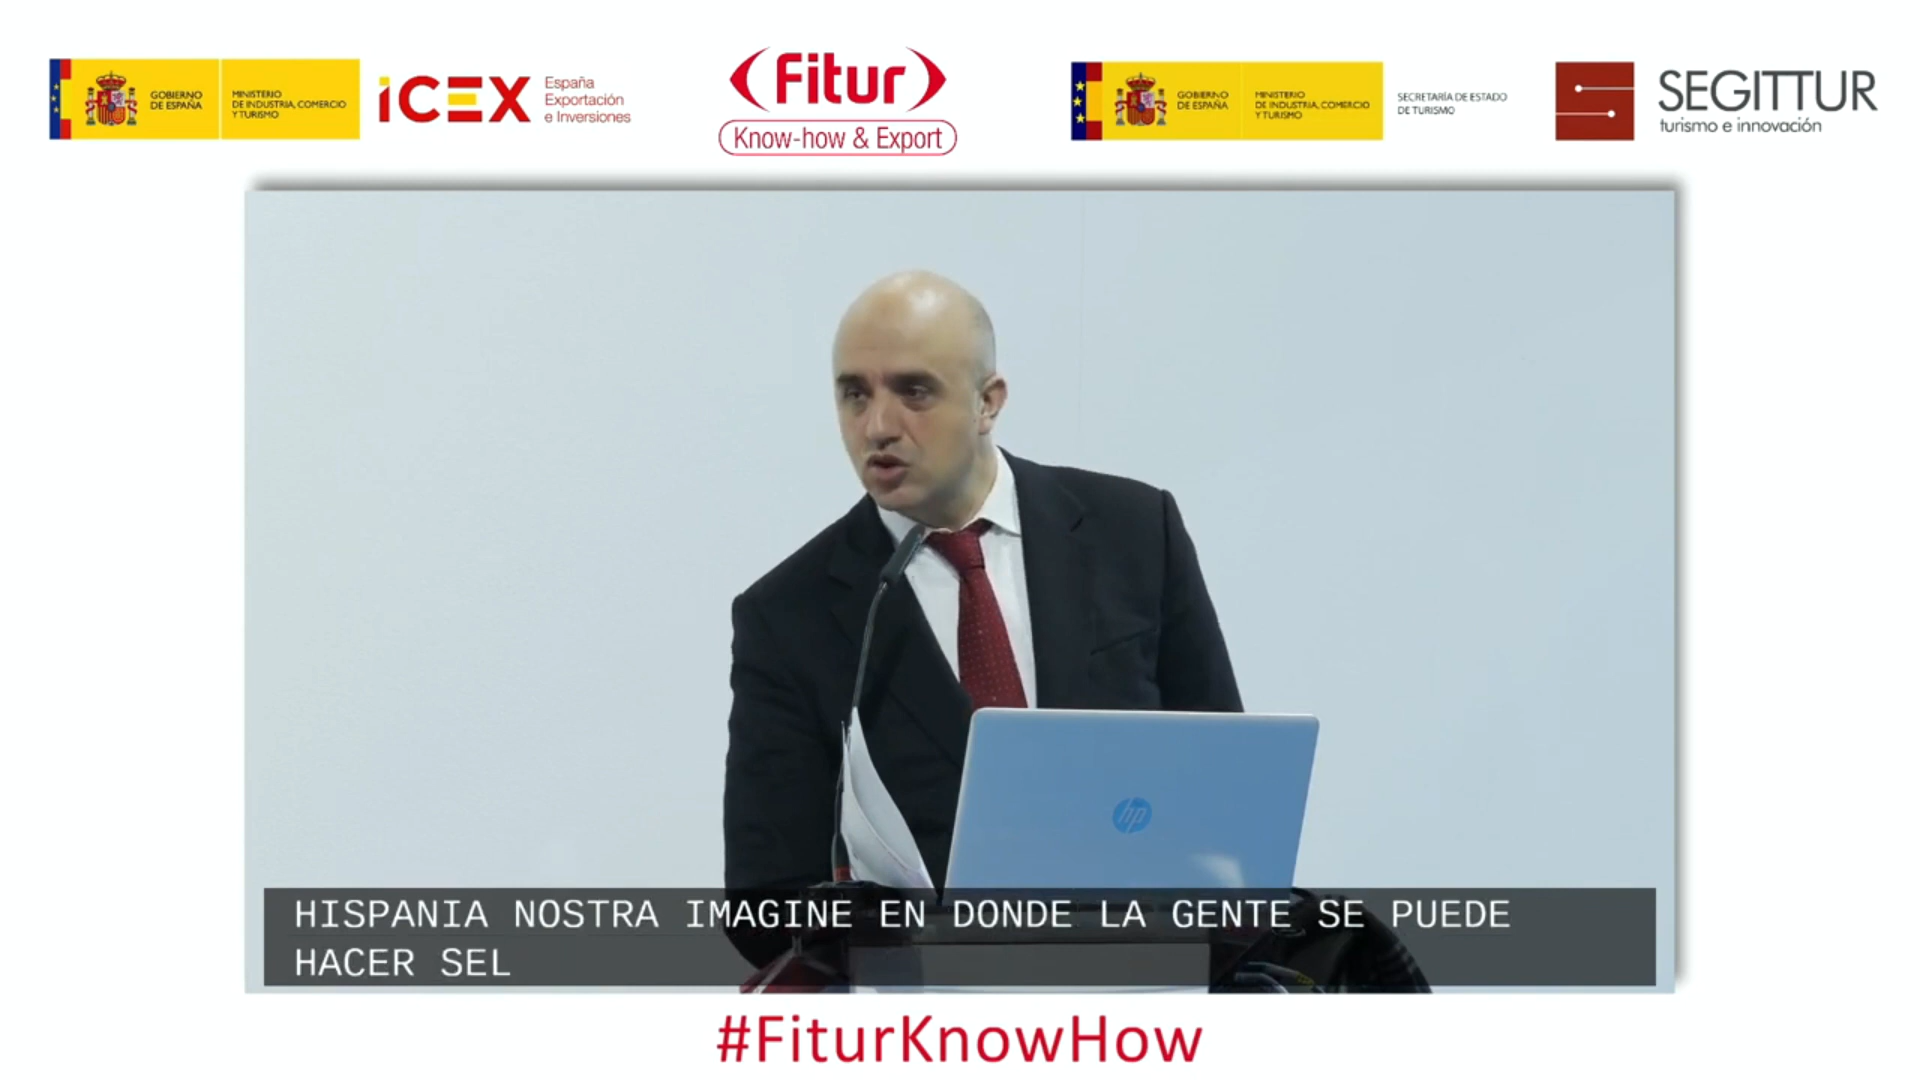 GOBIERNO
DE ESPAÑA
MINISTERIO
DE INDUSTRIA, COMERCIO
Y TURISMO
iCEX
España
Exportación
e Inversiones
Fitur
Know-how & Export
GOBIERNO
DE ESPAÑA
MINISTERIO
DE INDUSTRIA, COMERCIO
Y TURISMO
SECRETARÍA DE ESTADO
DE TURISMO
SEGITTUR
turismo e innovación
hp
HISPANIA NOSTRA IMAGINE EN DONDE LA GENTE SE PUEDE
HACER SEL
#FiturKnowHow